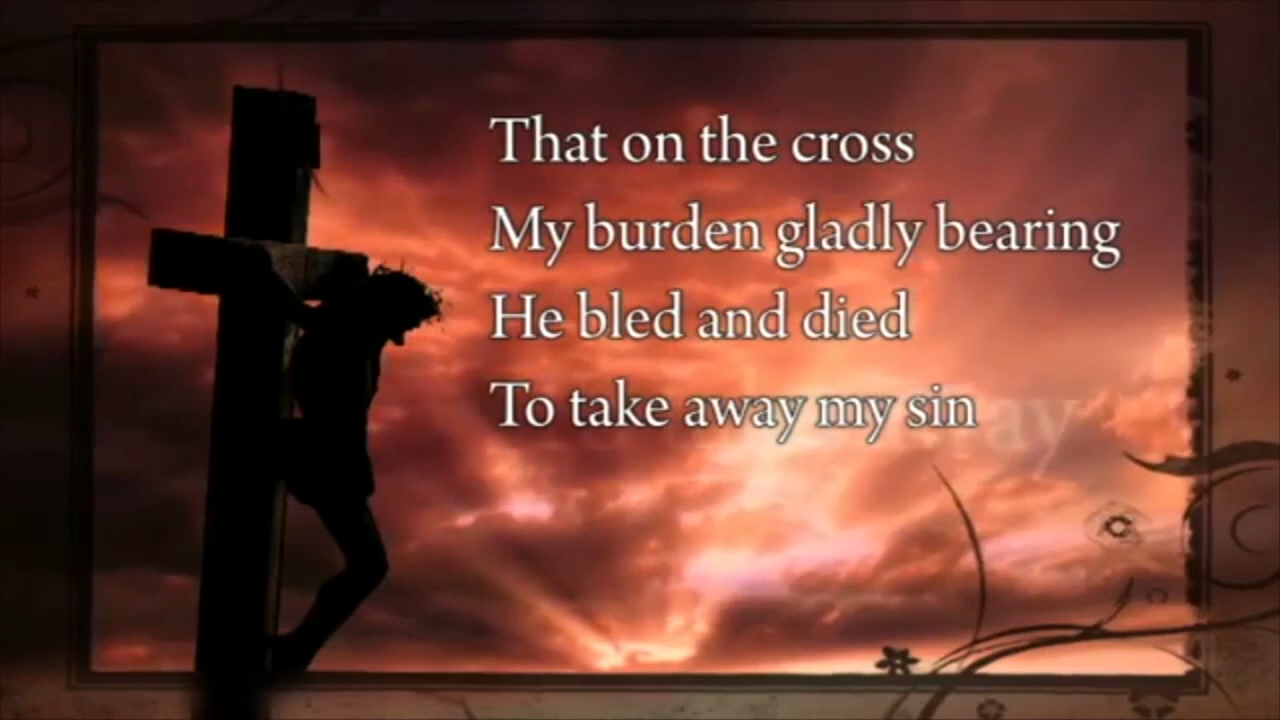 That on the cross
My burden gladly bearing
He bled and died
To take away my sin